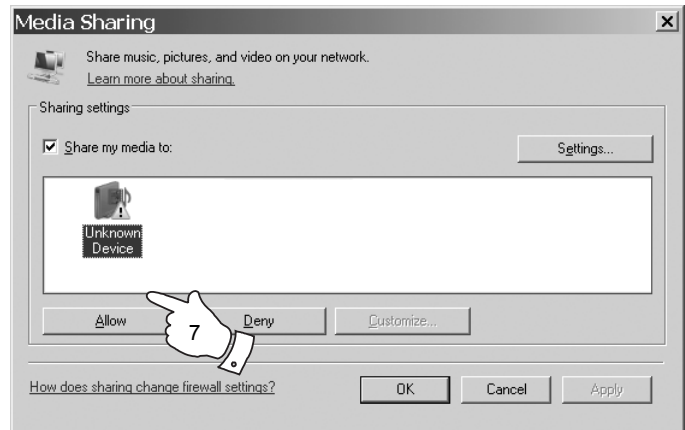 Media Sharing
Share music, pictures, and video on your network.
Learn more about sharing.
Sharing settings
Share my media to:
Settings...
Unknown
Device
Allow
7
Deny
Customize...
How does sharing change firewall settings?
OK
Cancel
Apply